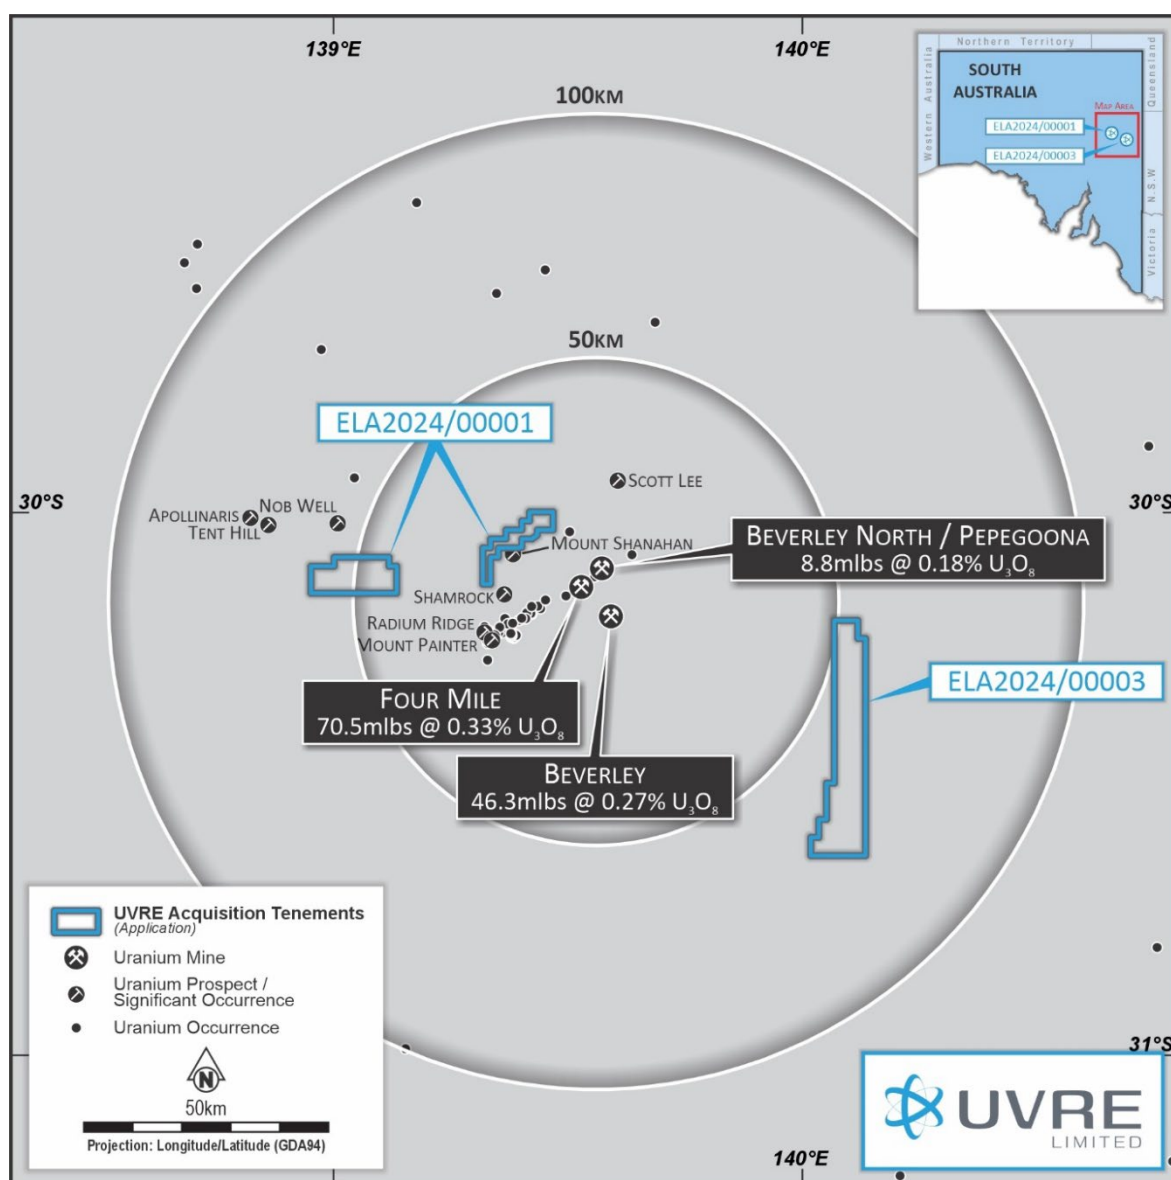 139°E
140°E
Northern Territory
Western Australia
SOUTH
AUSTRALIA
Queensland
MAP AREA
ELA2024/00001
ELA2024/00003
N.S.W
Victoria
100KM
50KM
ELA2024/00001
30°S
30°S
SCOTT LEE
APOLLINARIS
NOB WELL
TENT HILL
MOUNT SHANAHAN
BEVERLEY NORTH / PEPEGOONA
8.8mlbs @ 0.18% U₃O₈
SHAMROCK
RADIUM RIDGE
MOUNT PAINTER
FOUR MILE
70.5mlbs @ 0.33% U₃O₈
ELA2024/00003
BEVERLEY
46.3mlbs @ 0.27% U₃O₈
UVRE Acquisition Tenements
(Application)
Uranium Mine
Uranium Prospect /
Significant Occurrence
Uranium Occurrence
N
50km
Projection: Longitude/Latitude (GDA94)
31°S
UVRE
LIMITED
139°E
140°E